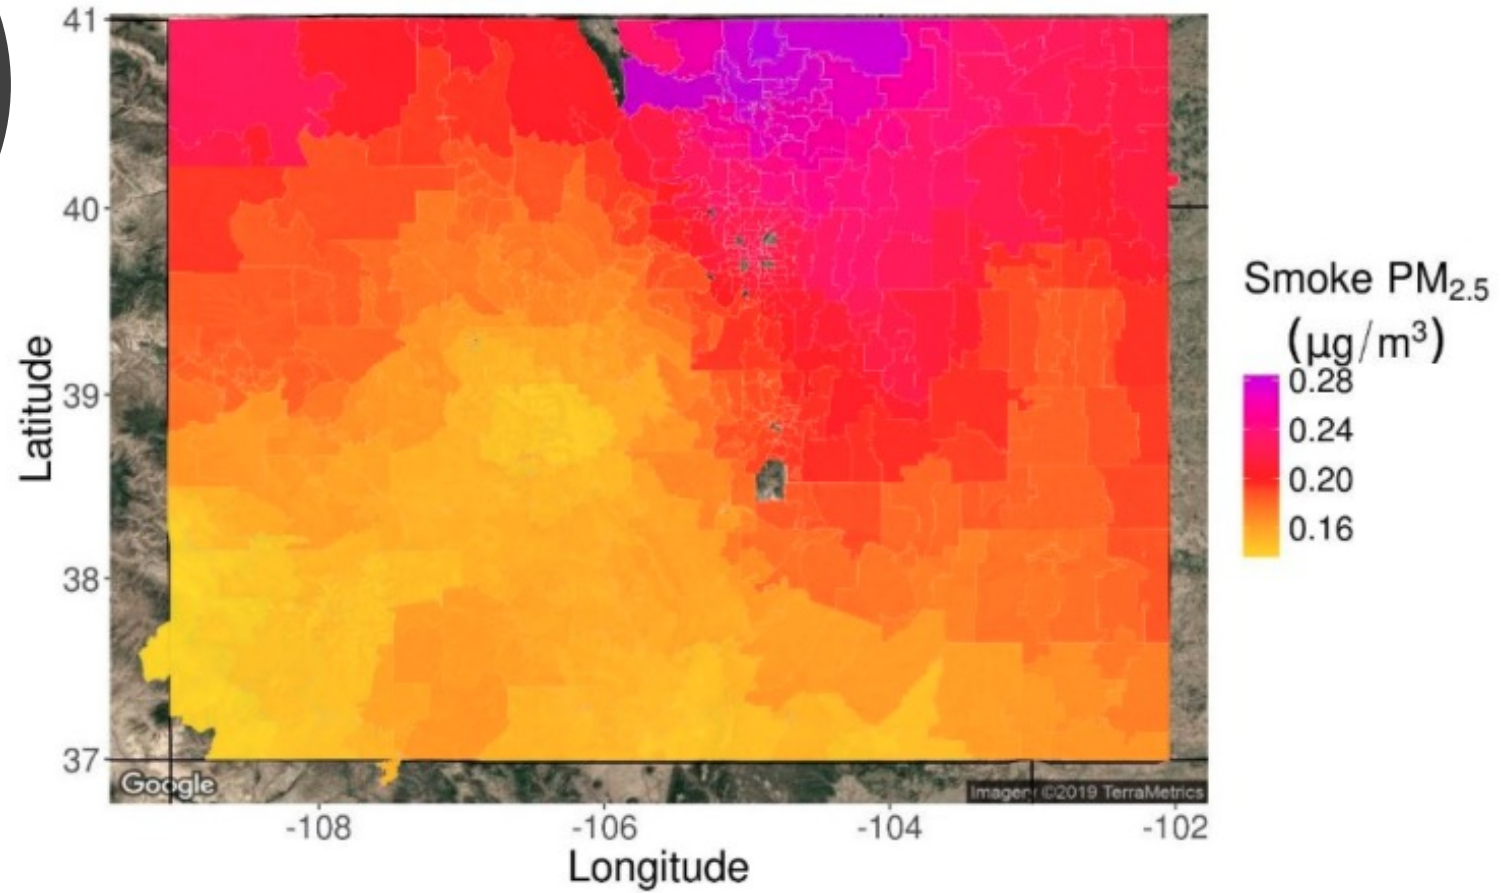 41
40
39
38
37
Latitude
-108
-106
-104
-102
Longitude
Google
Imagery ©2019 TerraMetrics
Smoke PM2.5
(μg/m³)
0.28
0.24
0.20
0.16